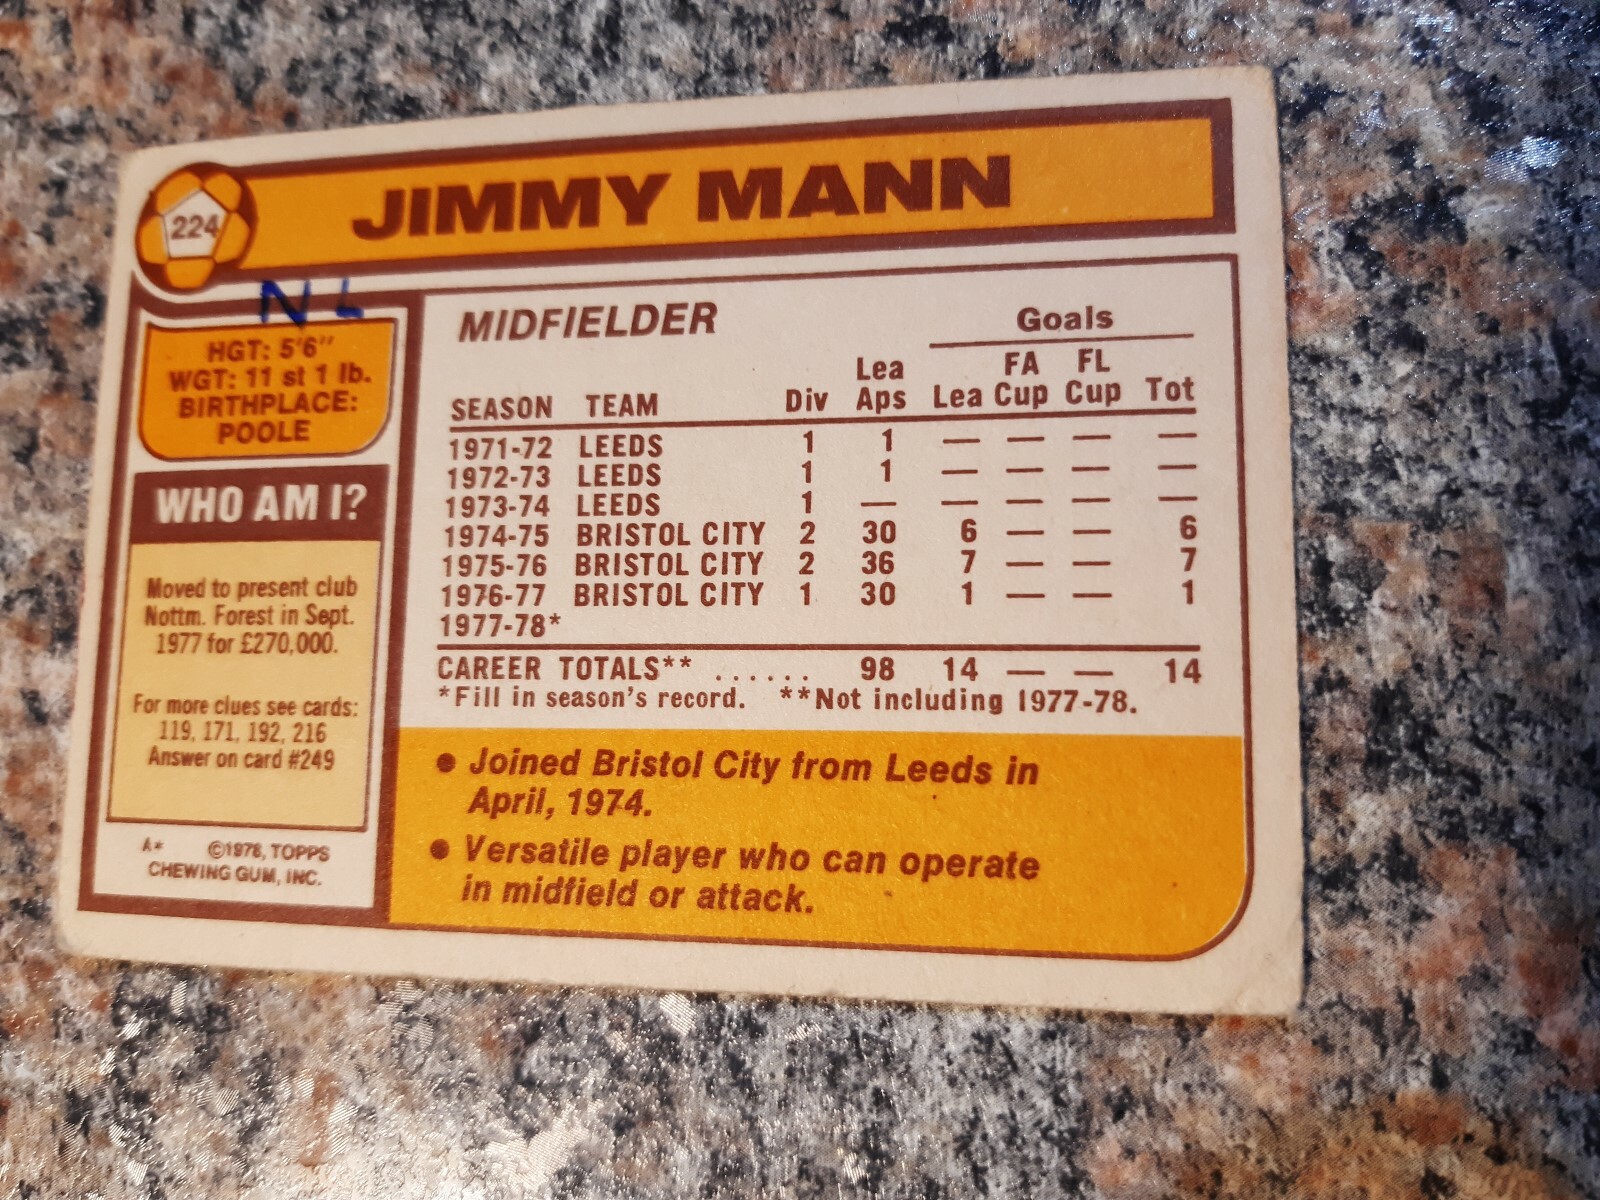 224
JIMMY MANN
NL
HGT: 5'6"
WGT: 11 st 1 lb.
BIRTHPLACE:
POOLE
WHO AM I?
Moved to present club
Nottm. Forest in Sept.
1977 for £270,000.
For more clues see cards:
119, 171, 192, 216
Answer on card #249
A* ©1978, TOPPS
CHEWING GUM, INC.
MIDFIELDER
Goals
Lea FA FL
SEASON TEAM Div Aps Lea Cup Cup Tot
1971-72 LEEDS 1 1 — — — —
1972-73 LEEDS 1 1 — — — —
1973-74 LEEDS 1 — — — — —
1974-75 BRISTOL CITY 2 30 6 — — 6
1975-76 BRISTOL CITY 2 36 7 — — 7
1976-77 BRISTOL CITY 1 30 1 — — 1
1977-78*
CAREER TOTALS** ...... 98 14 — — 14
*Fill in season's record. **Not including 1977-78.
• Joined Bristol City from Leeds in
April, 1974.
• Versatile player who can operate
in midfield or attack.